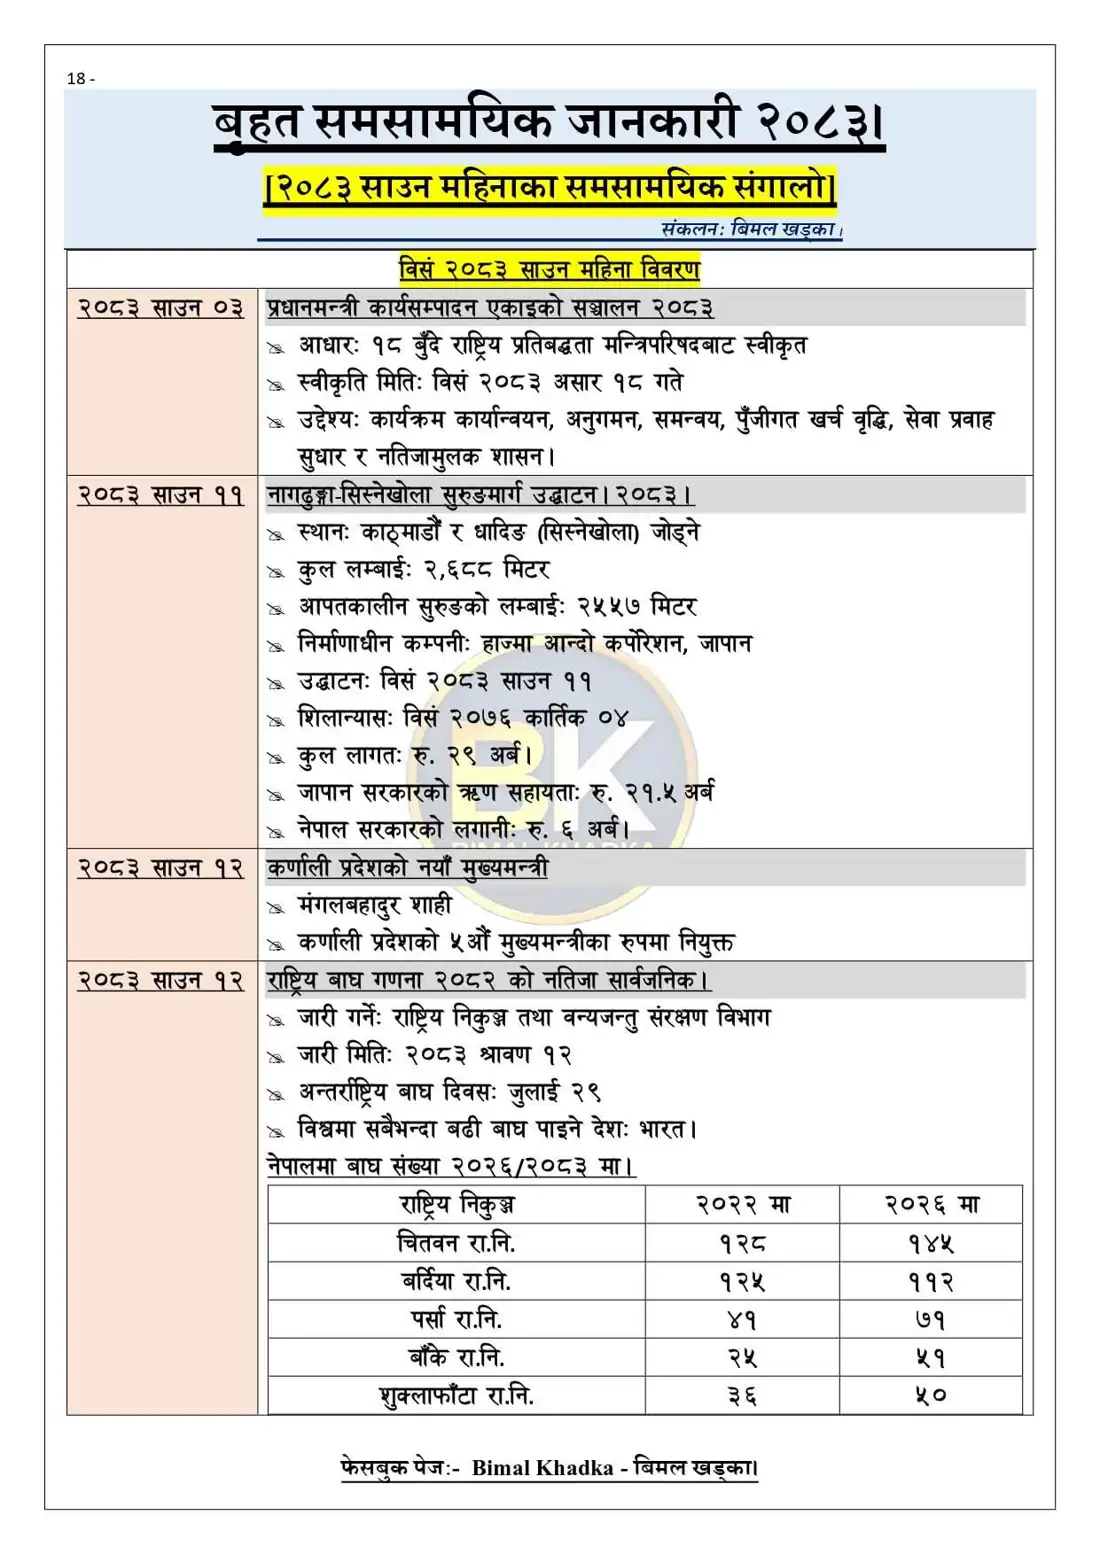 18 -
बृहत समसामयिक जानकारी २०८३।
[२०८३ साउन महिनाका समसामयिक संगालो]
संकलनः बिमल खड्का।
विसं २०८३ साउन महिना विवरण
२०८३ साउन ०३
प्रधानमन्त्री कार्यसम्पादन एकाइको सञ्चालन २०८३
आधारः १८ बुँदे राष्ट्रिय प्रतिबद्धता मन्त्रिपरिषदबाट स्वीकृत
स्वीकृति मितिः विसं २०८३ असार १८ गते
उद्देश्यः कार्यक्रम कार्यान्वयन, अनुगमन, समन्वय, पुँजीगत खर्च वृद्धि, सेवा प्रवाह
सुधार र नतिजामुलक शासन।
२०८३ साउन ११
नागढुङ्गा-सिस्नेखोला सुरुङमार्ग उद्घाटन। २०८३।
स्थानः काठ्माडौं र धादिङ (सिस्नेखोला) जोड्ने
कुल लम्बाईः २,६८८ मिटर
आपतकालीन सुरुङको लम्बाईः २५५७ मिटर
निर्माणाधीन कम्पनीः हाज्मा आन्दो कर्पोरेशन, जापान
उद्घाटनः विसं २०८३ साउन ११
शिलान्यासः विसं २०७६ कार्तिक ०४
कुल लागतः रु. २९ अर्ब।
जापान सरकारको ऋण सहायताः रु. २१.५ अर्ब
नेपाल सरकारको लगानीः रु. ६ अर्ब।
BK
BIMAL KHADKA
२०८३ साउन १२
कर्णाली प्रदेशको नयाँ मुख्यमन्त्री
मंगलबहादुर शाही
कर्णाली प्रदेशको ५औं मुख्यमन्त्रीका रुपमा नियुक्त
२०८३ साउन १२
राष्ट्रिय बाघ गणना २०८२ को नतिजा सार्वजनिक।
जारी गर्नेः राष्ट्रिय निकुञ्ज तथा वन्यजन्तु संरक्षण विभाग
जारी मितिः २०८३ श्रावण १२
अन्तर्राष्ट्रिय बाघ दिवसः जुलाई २९
विश्वमा सबैभन्दा बढी बाघ पाइने देशः भारत।
नेपालमा बाघ संख्या २०२६/२०८३ मा।
राष्ट्रिय निकुञ्ज २०२२ मा २०२६ मा
चितवन रा.नि. १२८ १४५
बर्दिया रा.नि. १२५ ११२
पर्सा रा.नि. ४१ ७१
बाँके रा.नि. २५ ५१
शुक्लाफाँटा रा.नि. ३६ ५०
फेसबुक पेजः- Bimal Khadka - बिमल खड्का।